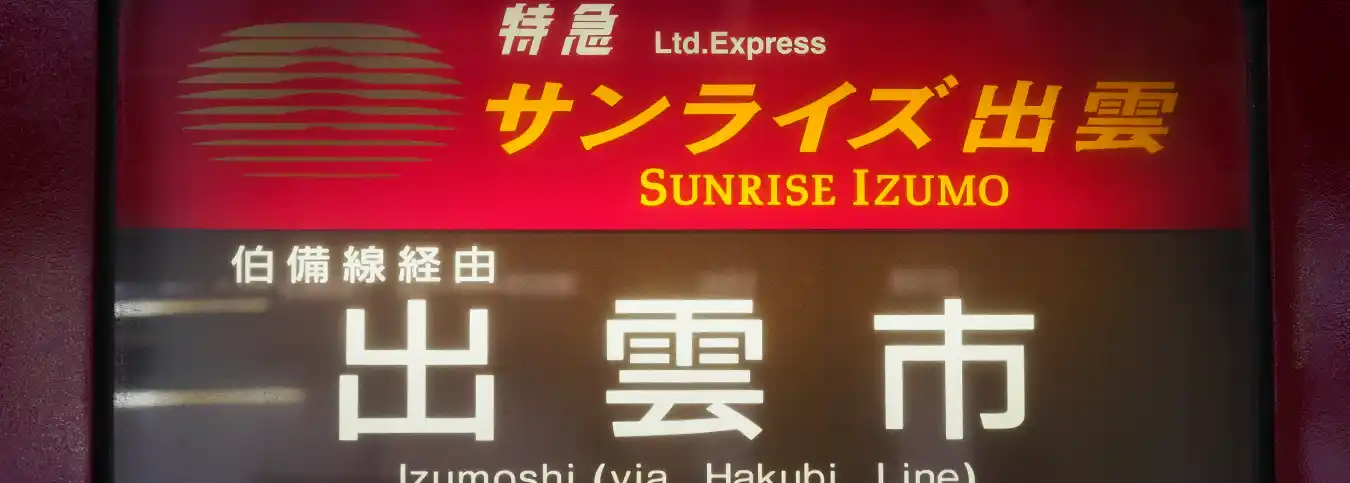 特急 Ltd.Express
サンライズ出雲
SUNRISE IZUMO
伯備線経由
出雲市
Izumoshi (via Hakubi Line)